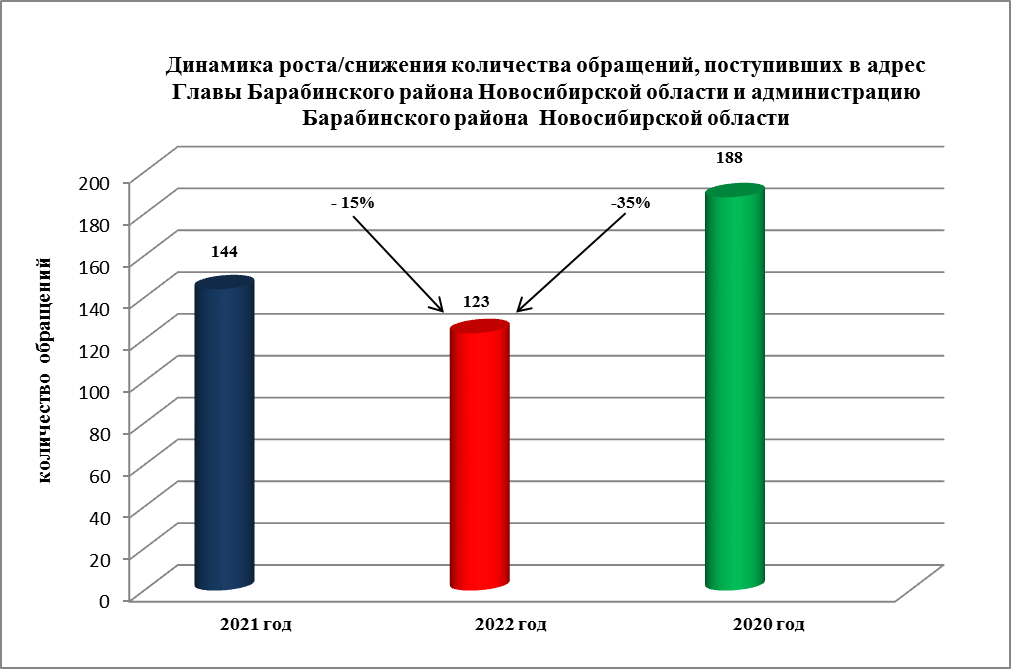 Динамика роста/снижения количества обращений, поступивших в адрес
Главы Барабинского района Новосибирской области и администрацию
Барабинского района Новосибирской области
количество обращений
200
180
160
140
120
100
80
60
40
20
0
144
- 15%
123
-35%
188
2021 год
2022 год
2020 год